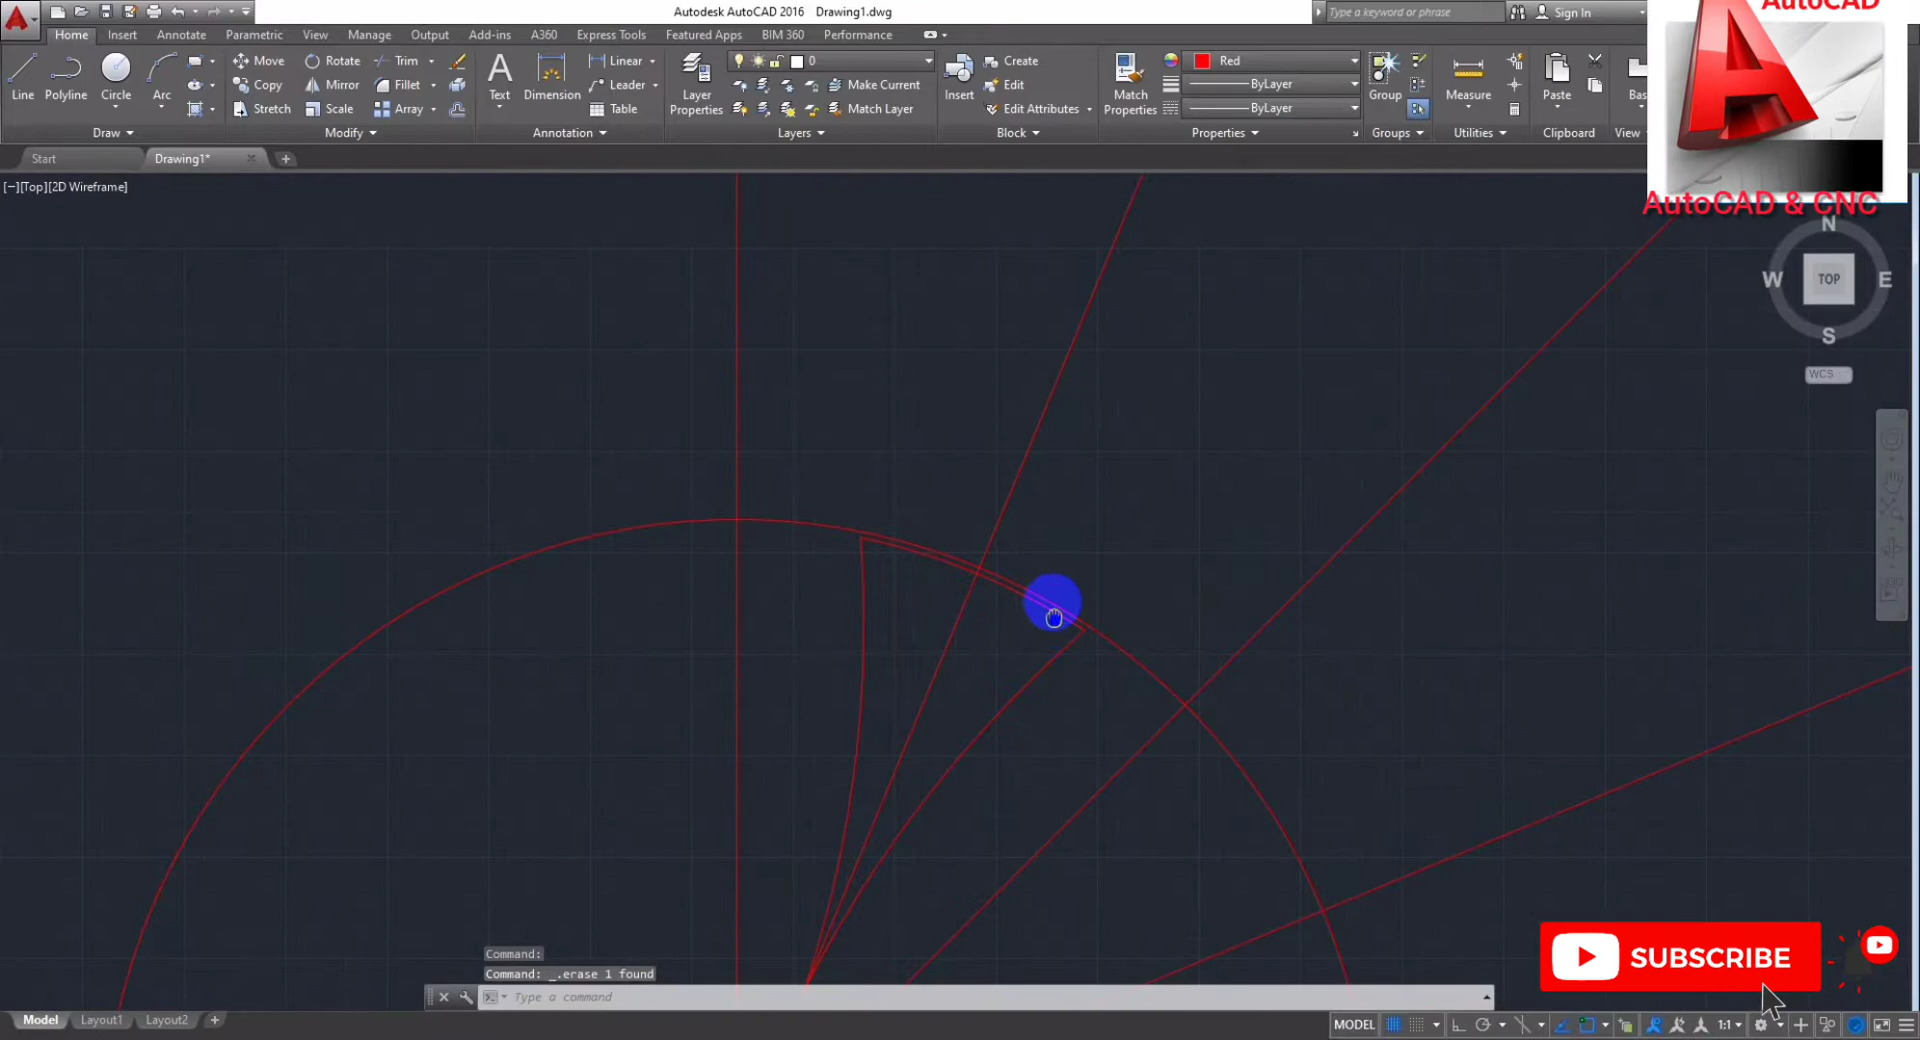 Autodesk AutoCAD 2016 Drawing1.dwg
Type a keyword or phrase
Sign In
AutoCAD
Home Insert Annotate Parametric View Manage Output Add-ins A360 Express Tools Featured Apps BIM 360 Performance
Line Polyline Circle Arc
Move Rotate Trim
Copy Mirror Fillet
Stretch Scale Array
Text Dimension
Linear
Leader
Table
Layer Properties
0
Make Current
Match Layer
Insert
Create
Edit
Edit Attributes
Match Properties
Red
ByLayer
ByLayer
Group
Measure
Paste
Bas
Draw Modify Annotation Layers Block Properties Groups Utilities Clipboard View
Start Drawing1*
[−][Top][2D Wireframe]
AutoCAD & CNC
N
W TOP E
S
WCS
Command:
Command: _.erase 1 found
Type a command
SUBSCRIBE
Model Layout1 Layout2
MODEL 1:1